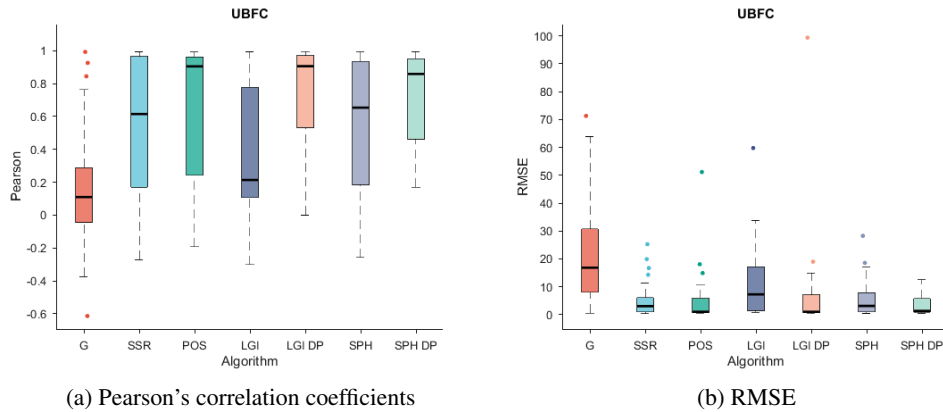 UBFC
1
0.8
0.6
0.4
0.2
0
-0.2
-0.4
-0.6
Pearson
G SSR POS LGI LGI DP SPH SPH DP
Algorithm
(a) Pearson's correlation coefficients
UBFC
100
90
80
70
60
50
40
30
20
10
0
RMSE
G SSR POS LGI LGI DP SPH SPH DP
Algorithm
(b) RMSE